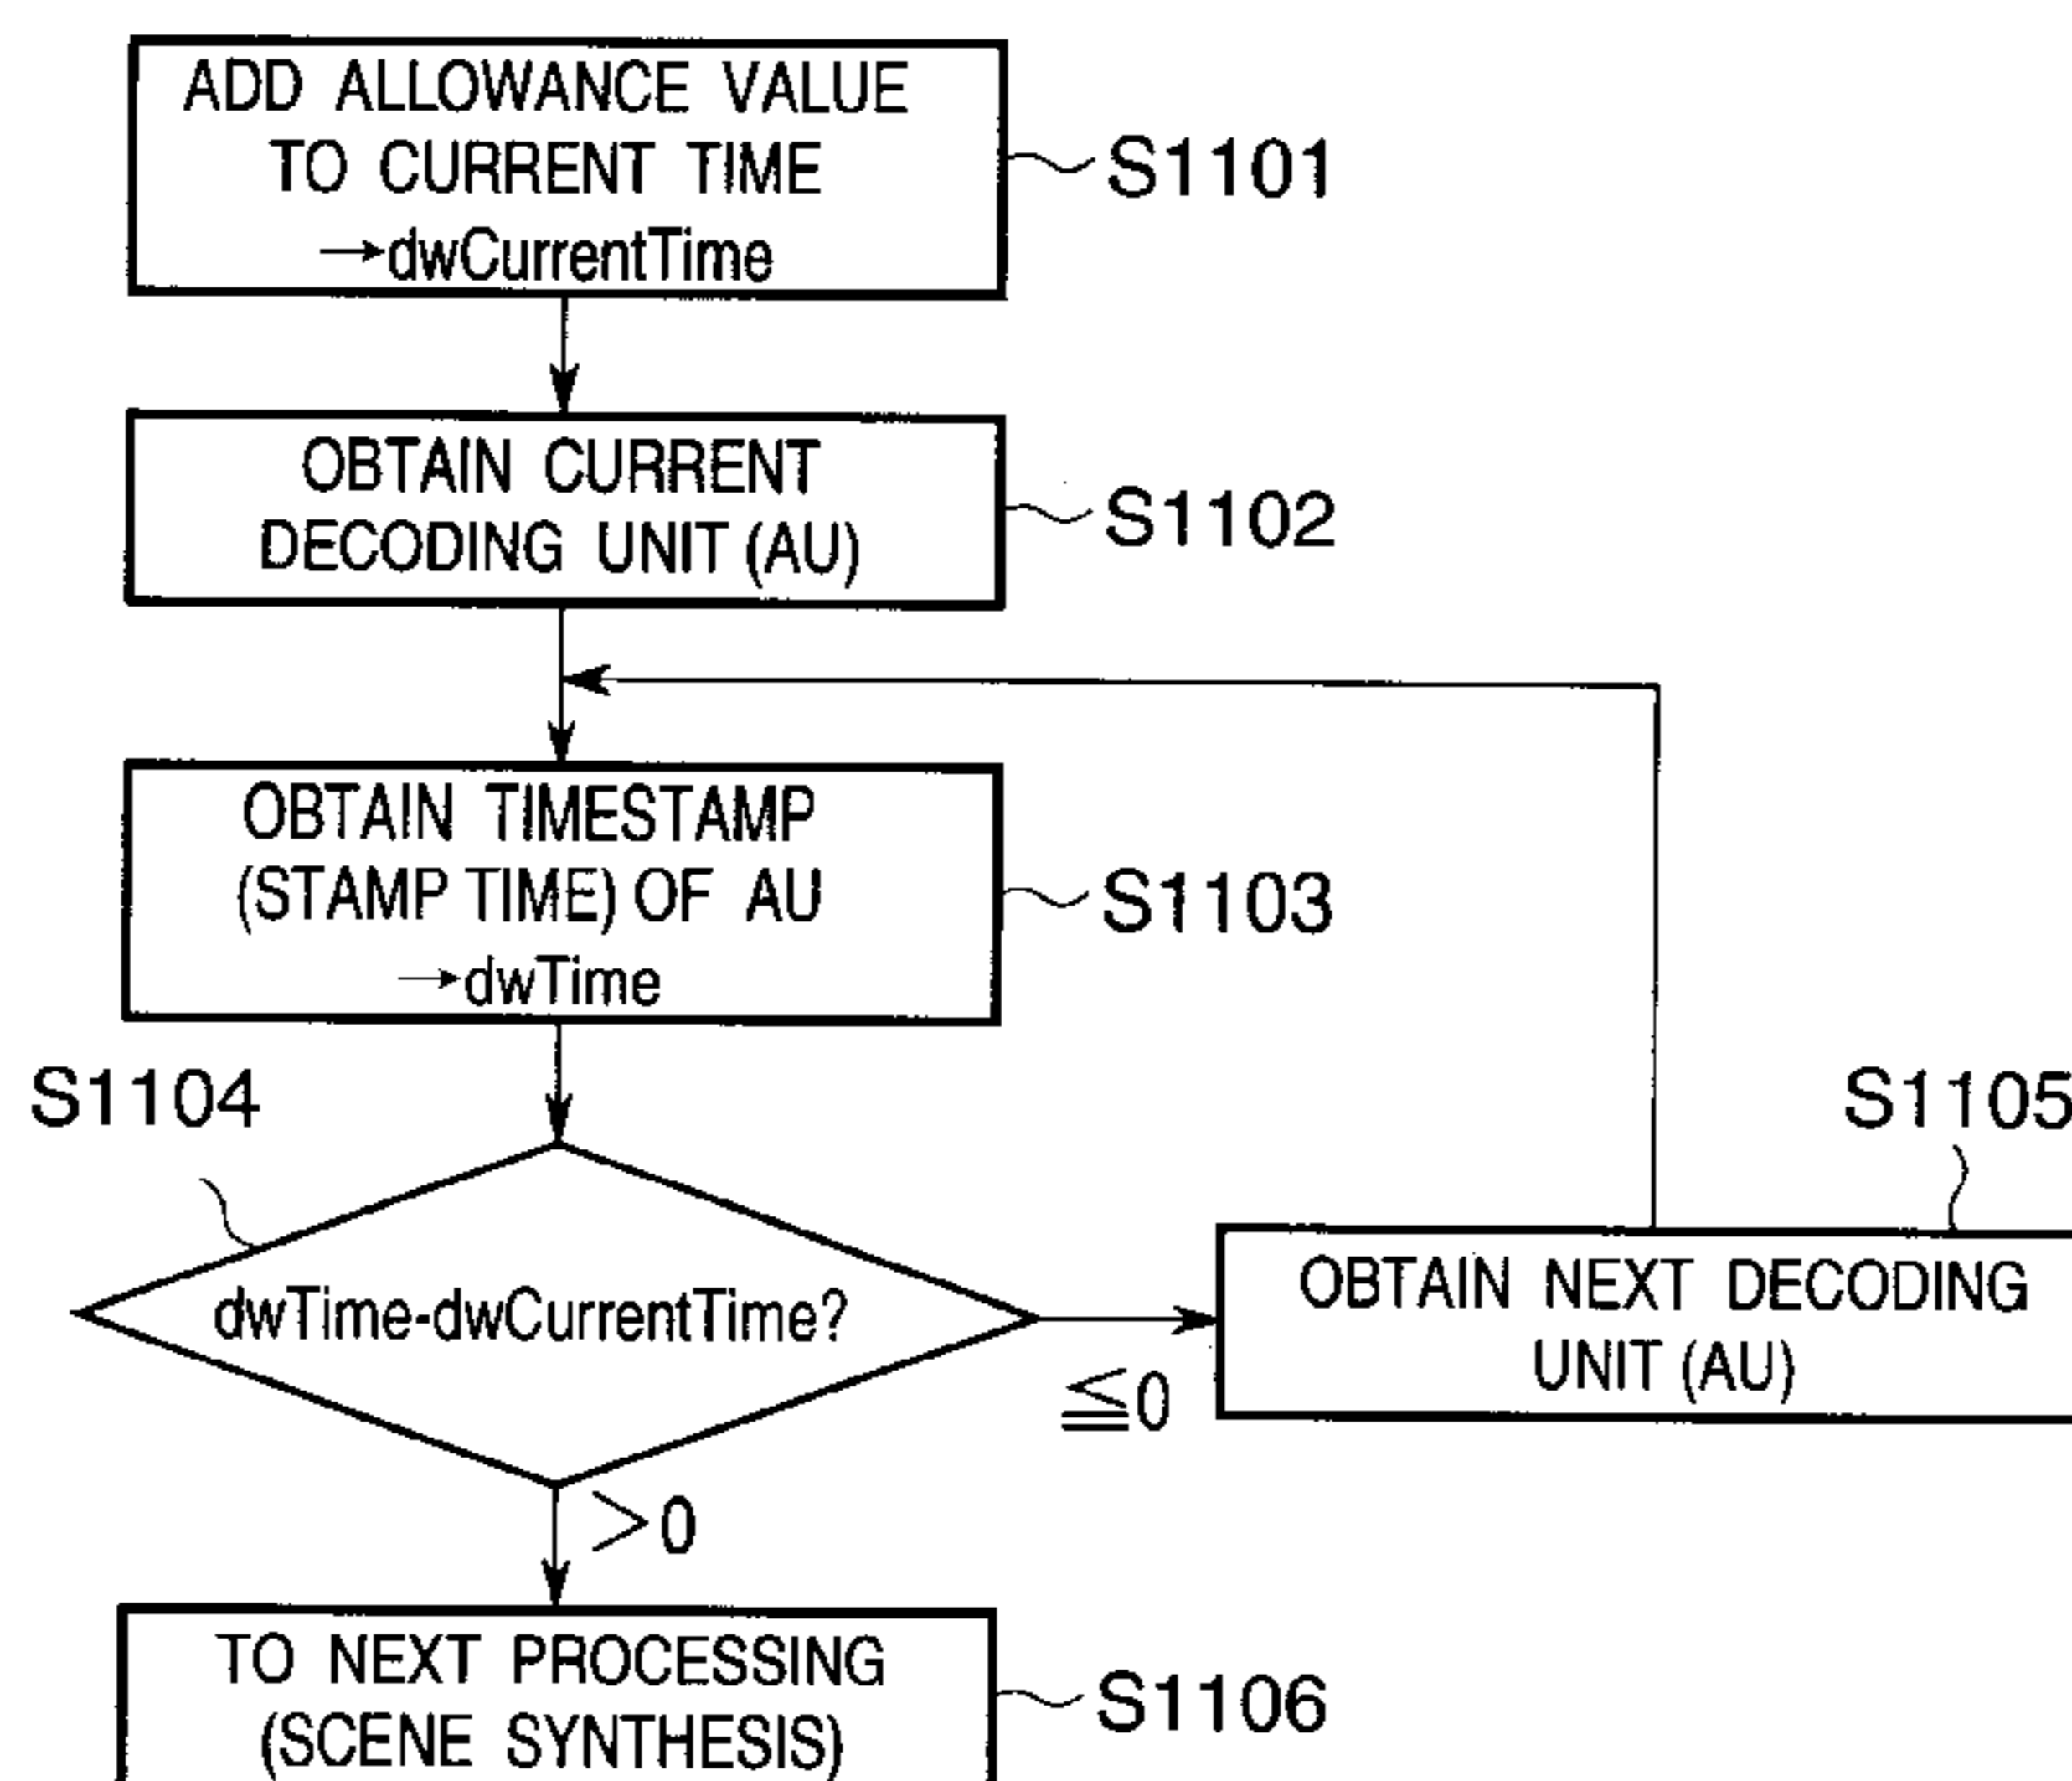 ADD ALLOWANCE VALUE
TO CURRENT TIME
→dwCurrentTime
S1101
OBTAIN CURRENT
DECODING UNIT (AU)
S1102
OBTAIN TIMESTAMP
(STAMP TIME) OF AU
→dwTime
S1103
S1104
dwTime-dwCurrentTime?
≦0
S1105
OBTAIN NEXT DECODING
UNIT (AU)
>0
TO NEXT PROCESSING
(SCENE SYNTHESIS)
S1106